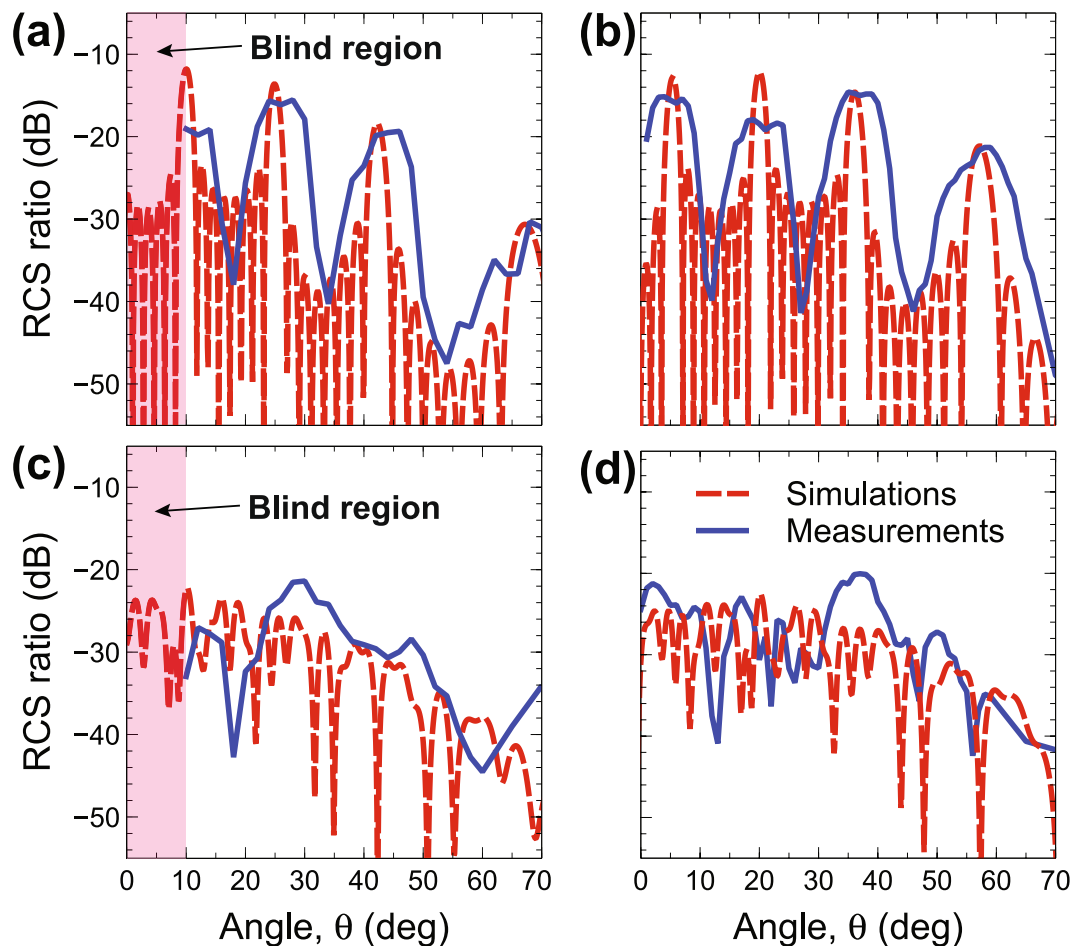 (a)
(b)
Blind region
RCS ratio (dB)
−10
−20
−30
−40
−50
(c)
(d)
Blind region
Simulations
Measurements
RCS ratio (dB)
−10
−20
−30
−40
−50
0 10 20 30 40 50 60 70
0 10 20 30 40 50 60 70
Angle, θ (deg)
Angle, θ (deg)